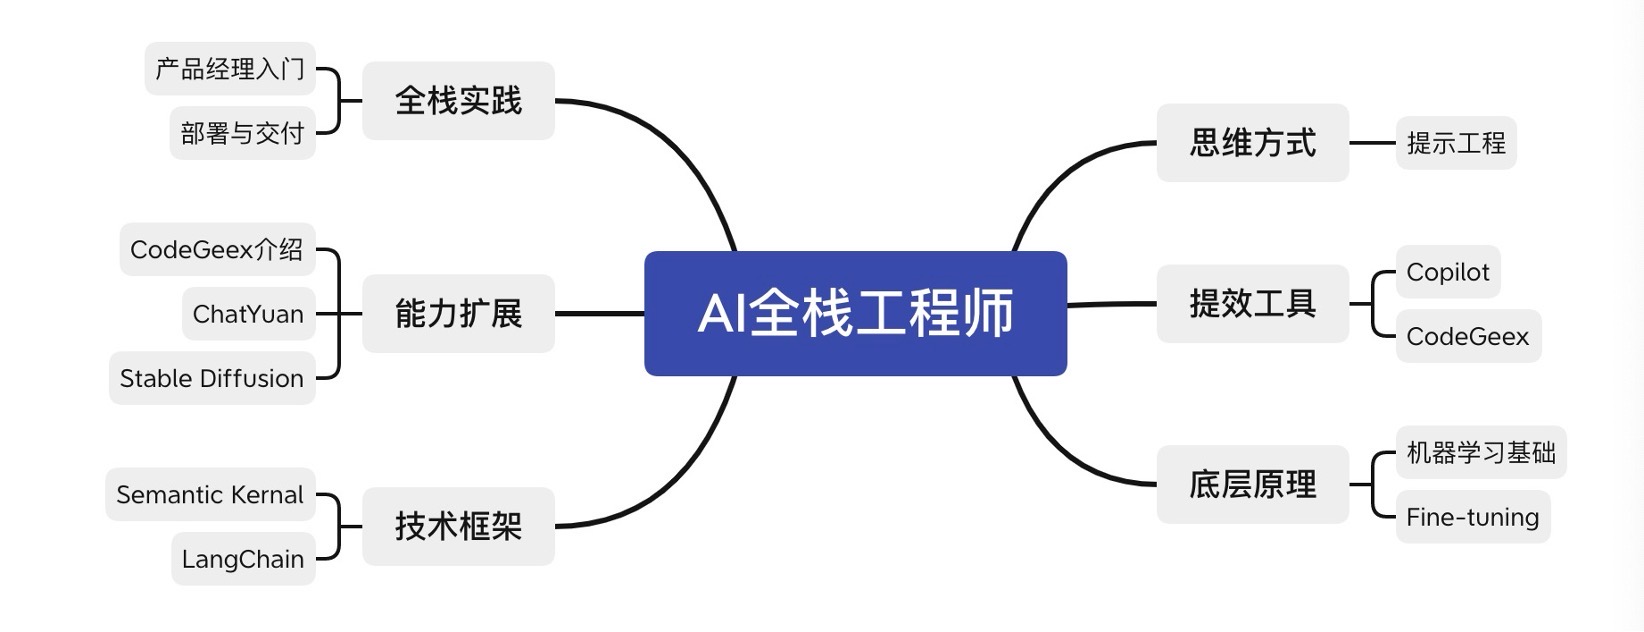 AI全栈工程师
思维方式
提示工程
提效工具
Copilot
CodeGeex
底层原理
机器学习基础
Fine-tuning
全栈实践
产品经理入门
部署与交付
能力扩展
CodeGeex介绍
ChatYuan
Stable Diffusion
技术框架
Semantic Kernal
LangChain